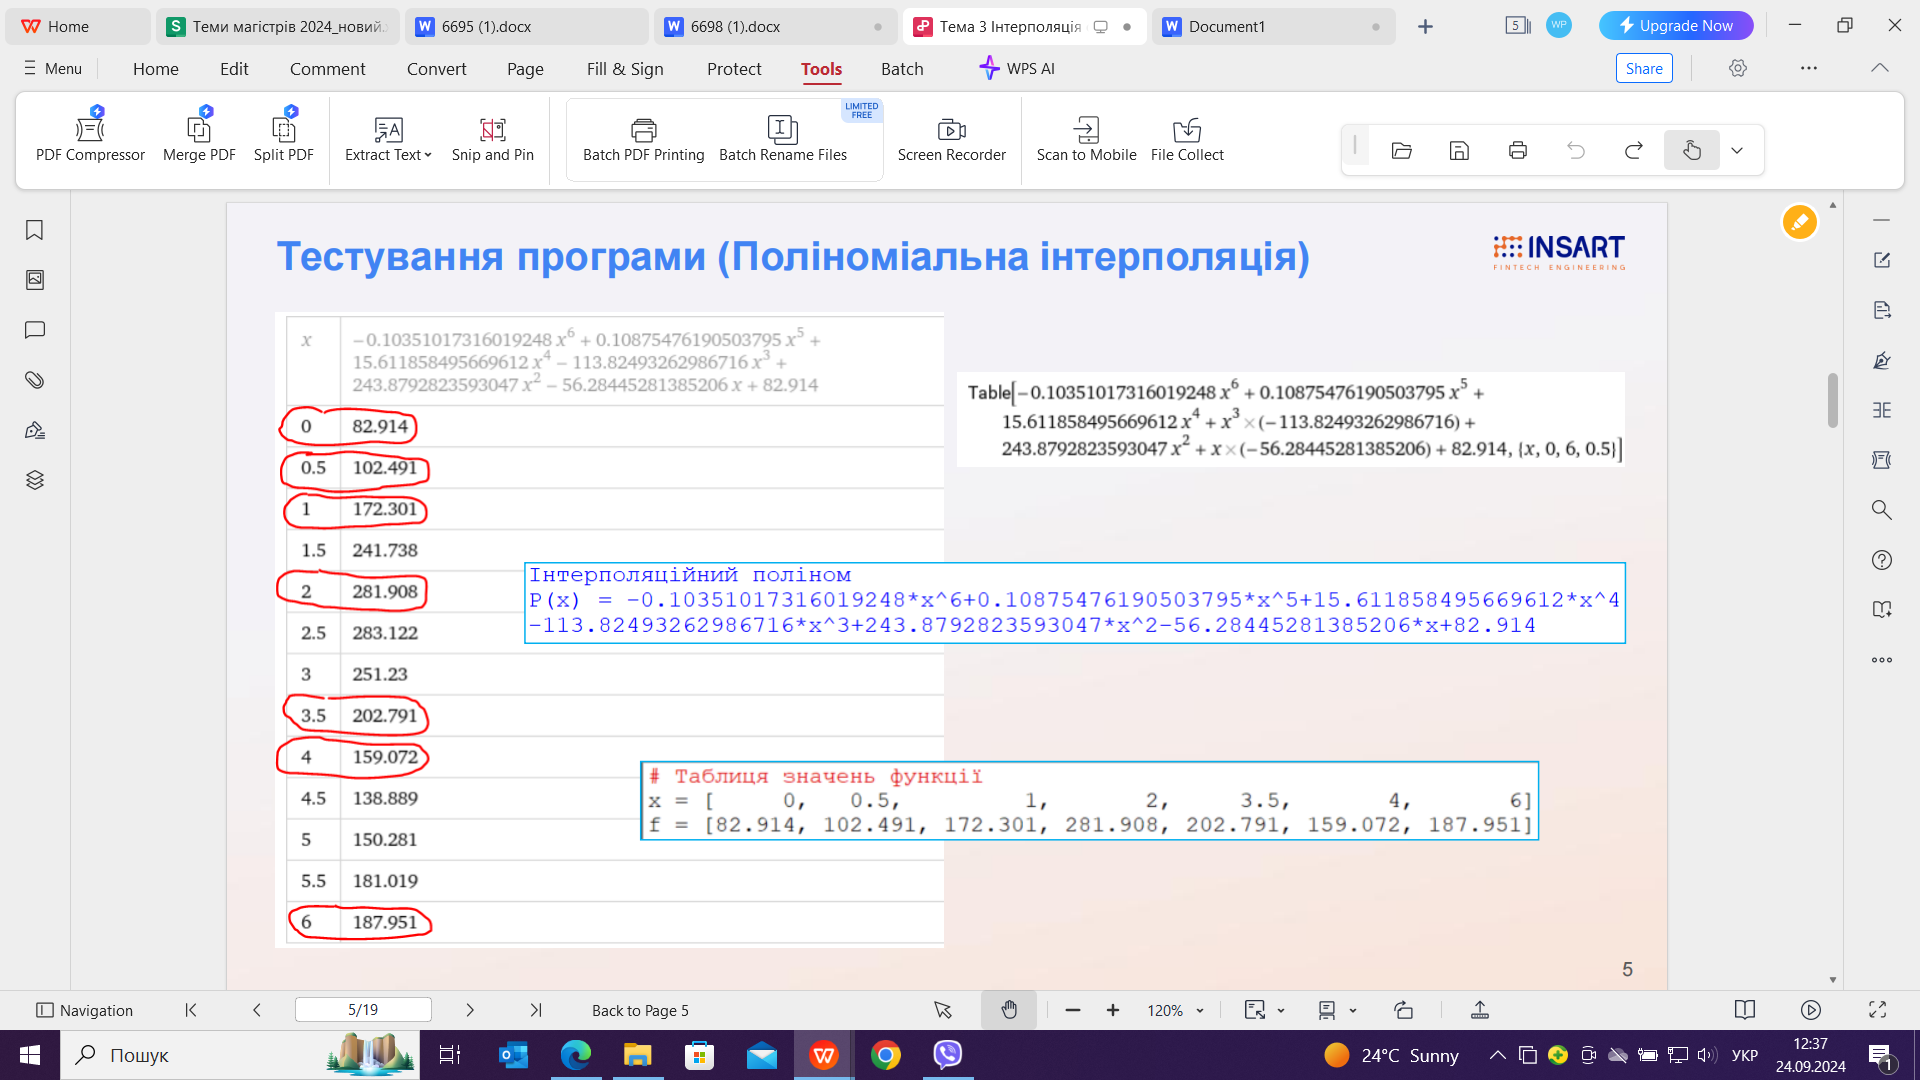 Home
Теми магістрів 2024_новий.x
6695 (1).docx
6698 (1).docx
Тема 3 Інтерполяція
Document1
5
WP
Upgrade Now
Menu
Home
Edit
Comment
Convert
Page
Fill & Sign
Protect
Tools
Batch
WPS AI
Share
LIMITED
FREE
PDF Compressor
Merge PDF
Split PDF
Extract Text
Snip and Pin
Batch PDF Printing
Batch Rename Files
Screen Recorder
Scan to Mobile
File Collect
Тестування програми (Поліноміальна інтерполяція)
INSART
FINTECH ENGINEERING
x
−0.10351017316019248 x^6 + 0.10875476190503795 x^5 +
15.611858495669612 x^4 − 113.82493262986716 x^3 +
243.8792823593047 x^2 − 56.28445281385206 x + 82.914
0 82.914
0.5 102.491
1 172.301
1.5 241.738
2 281.908
2.5 283.122
3 251.23
3.5 202.791
4 159.072
4.5 138.889
5 150.281
5.5 181.019
6 187.951
Table[−0.10351017316019248 x^6 + 0.10875476190503795 x^5 +
15.611858495669612 x^4 + x^3 ×(−113.82493262986716) +
243.8792823593047 x^2 + x×(−56.28445281385206) + 82.914, {x, 0, 6, 0.5}]
Інтерполяційний поліном
P(x) = -0.10351017316019248*x^6+0.10875476190503795*x^5+15.611858495669612*x^4
-113.82493262986716*x^3+243.8792823593047*x^2-56.28445281385206*x+82.914
# Таблиця значень функції
x = [ 0, 0.5, 1, 2, 3.5, 4, 6]
f = [82.914, 102.491, 172.301, 281.908, 202.791, 159.072, 187.951]
5
Navigation
5/19
Back to Page 5
120%
Пошук
24°C Sunny
УКР
12:37
24.09.2024
1